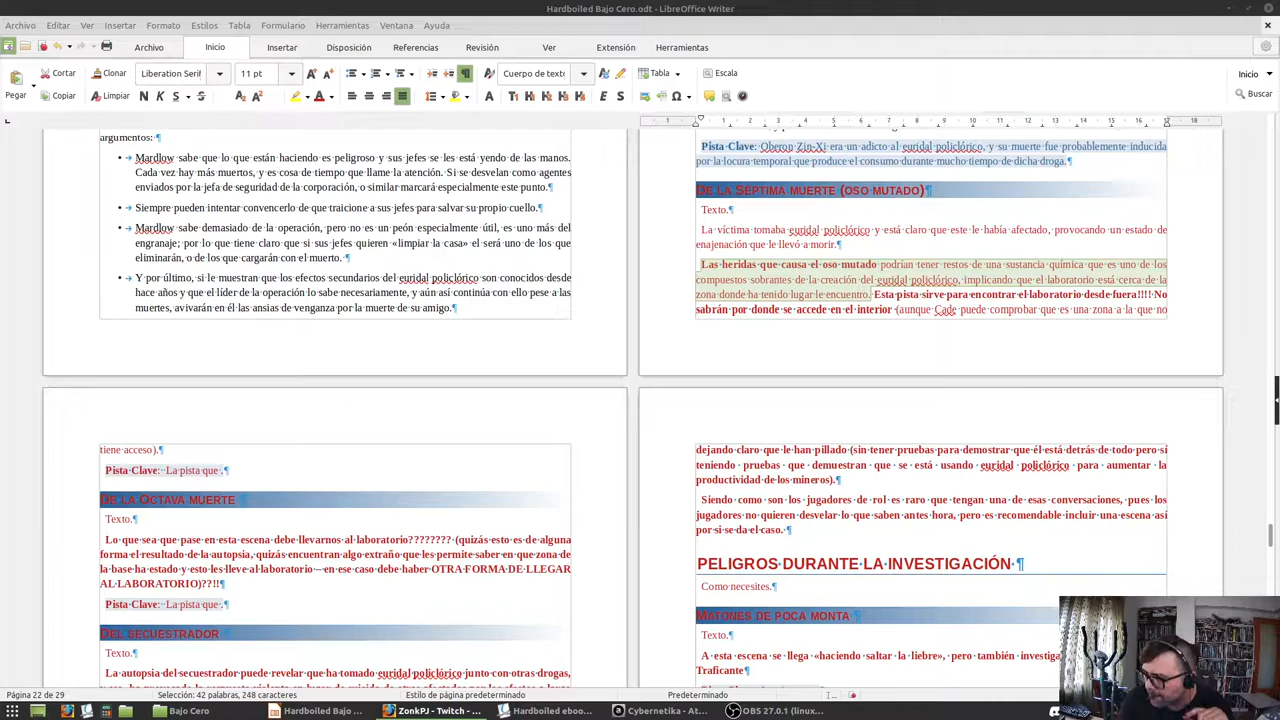 Hardboiled Bajo Cero.odt - LibreOffice Writer
Archivo Editar Ver Insertar Formato Estilos Tabla Formulario Herramientas Ventana Ayuda
Archivo Inicio Insertar Disposición Referencias Revisión Ver Extensión Herramientas
Cortar Clonar Liberation Serif 11 pt Cuerpo de texto Tabla Escala Inicio
Pegar Copiar Limpiar Buscar
argumentos:
Mardlow sabe que lo que están haciendo es peligroso y sus jefes se les está yendo de las manos.
Cada vez hay más muertos, y es cosa de tiempo que llame la atención. Si se desvelan como agentes
enviados por la jefa de seguridad de la corporación, o similar marcará especialmente este punto.
Siempre pueden intentar convencerlo de que traicione a sus jefes para salvar su propio cuello.
Mardlow sabe demasiado de la operación, pero no es un peón especialmente útil, es uno más del
engranaje; por lo que tiene claro que si sus jefes quieren «limpiar la casa» el será uno de los que
eliminarán, o de los que cargarán con el muerto.
Y por último, si le muestran que los efectos secundarios del euridal policlórico son conocidos desde
hace años y que el líder de la operación lo sabe necesariamente, y aún así continúa con ello pese a las
muertes, avivarán en él las ansias de venganza por la muerte de su amigo.
Pista Clave: Oberon Zin-Xi era un adicto al euridal policlórico, y su muerte fue probablemente inducida
por la locura temporal que produce el consumo durante mucho tiempo de dicha droga.
De la Séptima muerte (oso mutado)
Texto.
La víctima tomaba euridal policlórico y está claro que este le había afectado, provocando un estado de
enajenación que le llevó a morir.
Las heridas que causa el oso mutado podrían tener restos de una sustancia química que es uno de los
compuestos sobrantes de la creación del euridal policlórico, implicando que el laboratorio está cerca de la
zona donde ha tenido lugar le encuentro. Esta pista sirve para encontrar el laboratorio desde fuera!!!! No
sabrán por donde se accede en el interior (aunque Cade puede comprobar que es una zona a la que no
tiene acceso).
Pista Clave: La pista que .
De la Octava muerte
Texto.
Lo que sea que pase en esta escena debe llevarnos al laboratorio???????? (quizás esto es de alguna
forma el resultado de la autopsia, quizás encuentran algo extraño que les permite saber en que zona de
la base ha estado y esto les lleve al laboratorio – en ese caso debe haber OTRA FORMA DE LLEGAR
AL LABORATORIO)??!!
Pista Clave: La pista que .
Del secuestrador
Texto.
La autopsia del secuestrador puede revelar que ha tomado euridal policlórico junto con otras drogas,
dejando claro que le han pillado (sin tener pruebas para demostrar que él está detrás de todo pero sí
teniendo pruebas que demuestran que se está usando euridal policlórico para aumentar la
productividad de los mineros).
Siendo como son los jugadores de rol es raro que tengan una de esas conversaciones, pues los
jugadores no quieren desvelar lo que saben antes hora, pero es recomendable incluir una escena así
por si se da el caso.
PELIGROS DURANTE LA INVESTIGACIÓN
Como necesites.
Matones de poca monta
Texto.
A esta escena se llega «haciendo saltar la liebre», pero también investiga
Traficante
Página 22 de 29 Selección: 42 palabras, 248 caracteres Estilo de página predeterminado Predeterminado
Bajo Cero Hardboiled Bajo ... ZonkPJ - Twitch - ... Hardboiled eboo... Cybernetika - At... OBS 27.0.1 (linux...